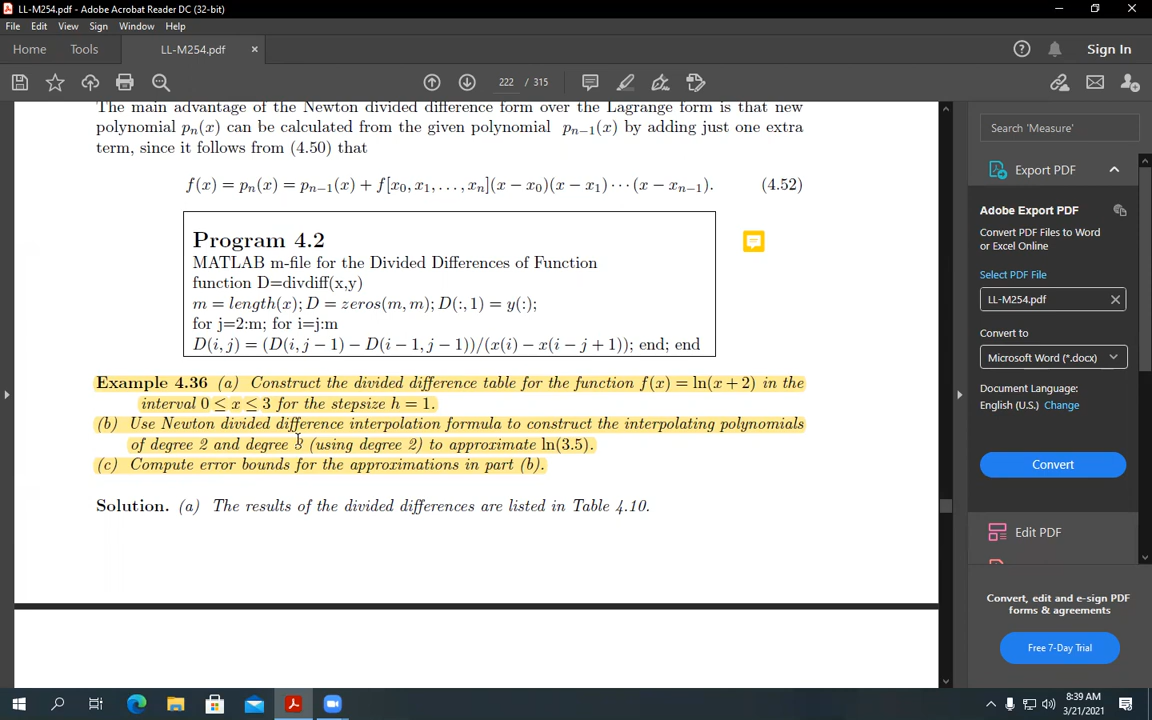 LL-M254.pdf - Adobe Acrobat Reader DC (32-bit)
File Edit View Sign Window Help
Home Tools LL-M254.pdf × Sign In
222 / 315
The main advantage of the Newton divided difference form over the Lagrange form is that new
polynomial pₙ(x) can be calculated from the given polynomial pₙ₋₁(x) by adding just one extra
term, since it follows from (4.50) that
f(x) = pₙ(x) = pₙ₋₁(x) + f[x₀, x₁, . . . , xₙ](x − x₀)(x − x₁) · · · (x − xₙ₋₁). (4.52)
Program 4.2
MATLAB m-file for the Divided Differences of Function
function D=divdiff(x,y)
m = length(x); D = zeros(m, m); D(:, 1) = y(:);
for j=2:m; for i=j:m
D(i, j) = (D(i, j − 1) − D(i − 1, j − 1))/(x(i) − x(i − j + 1)); end; end
Example 4.36 (a) Construct the divided difference table for the function f(x) = ln(x + 2) in the
interval 0 ≤ x ≤ 3 for the stepsize h = 1.
(b) Use Newton divided difference interpolation formula to construct the interpolating polynomials
of degree 2 and degree 3 (using degree 2) to approximate ln(3.5).
(c) Compute error bounds for the approximations in part (b).
Solution. (a) The results of the divided differences are listed in Table 4.10.
Search 'Measure'
Export PDF
Adobe Export PDF
Convert PDF Files to Word
or Excel Online
Select PDF File
LL-M254.pdf
Convert to
Microsoft Word (*.docx)
Document Language:
English (U.S.) Change
Convert
Edit PDF
Convert, edit and e-sign PDF
forms & agreements
Free 7-Day Trial
8:39 AM
3/21/2021